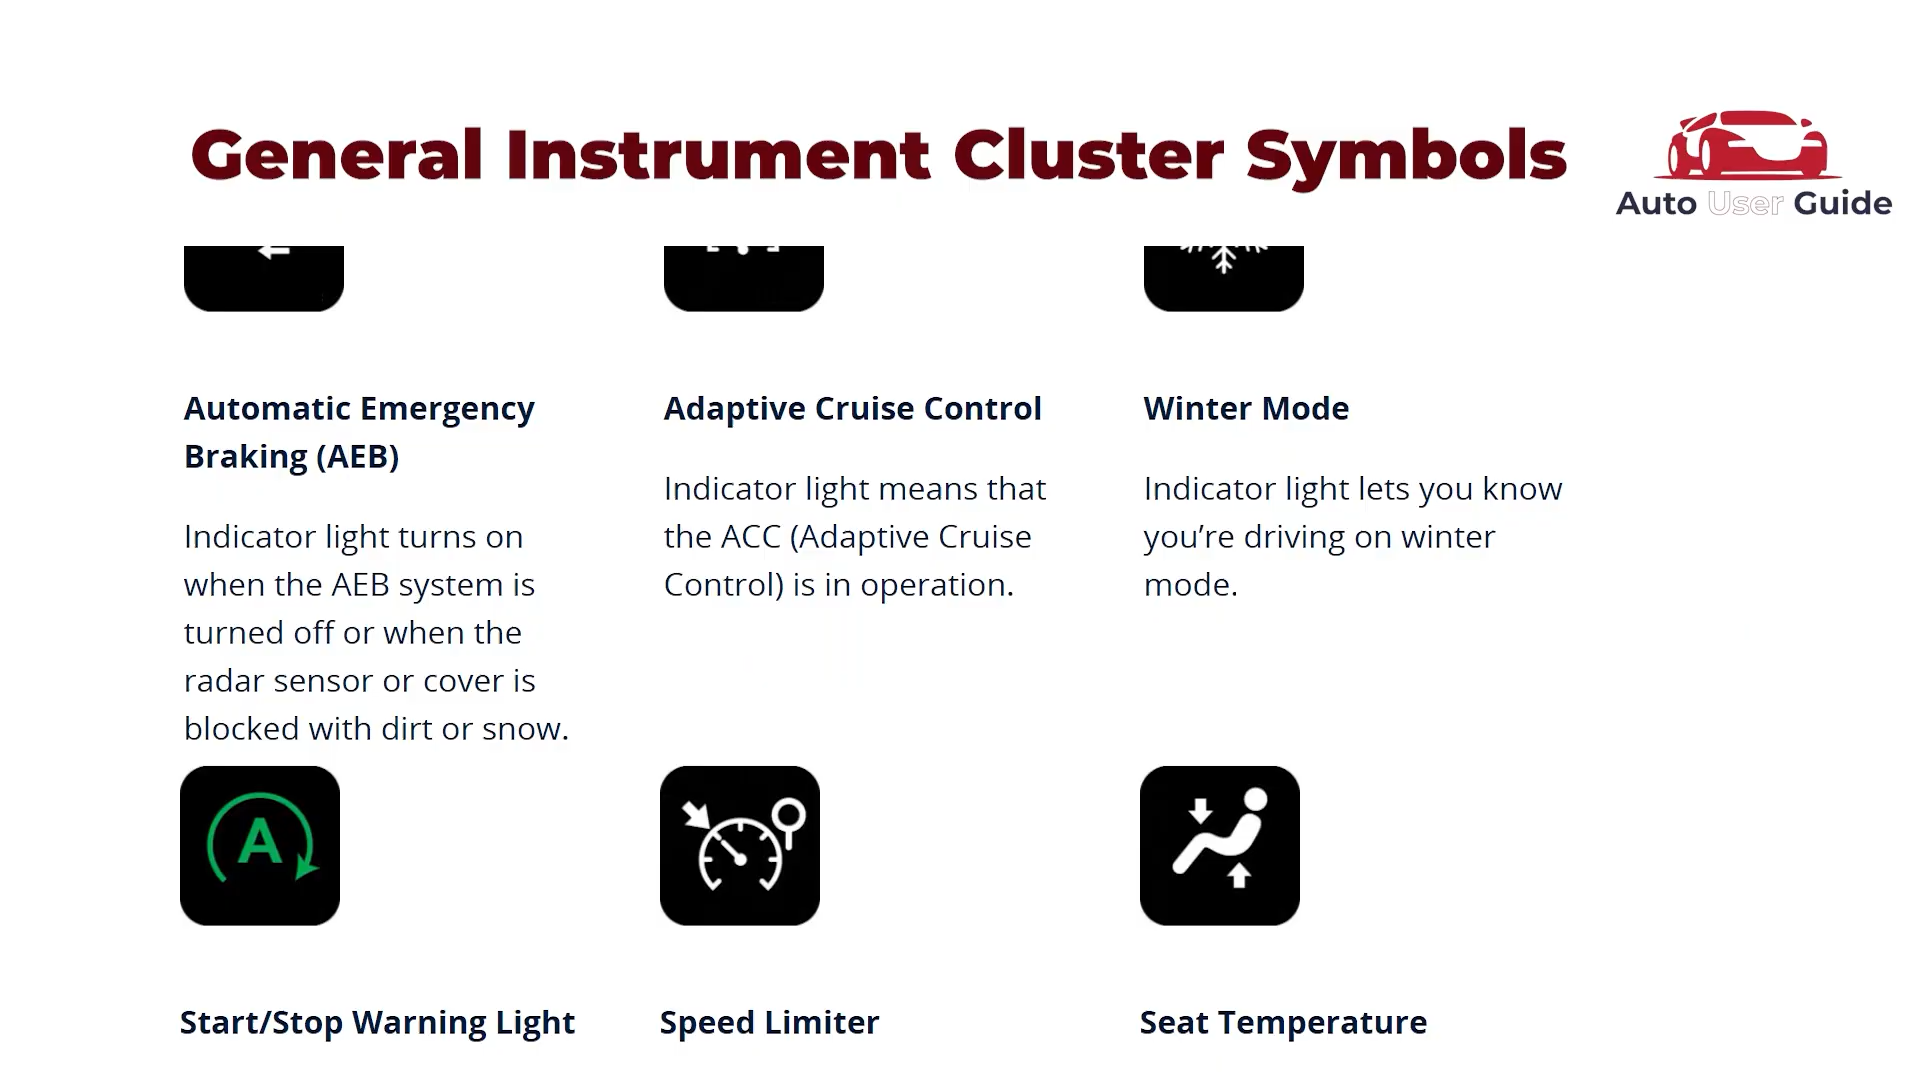 General Instrument Cluster Symbols
Auto User Guide
Automatic Emergency
Braking (AEB)
Indicator light turns on
when the AEB system is
turned off or when the
radar sensor or cover is
blocked with dirt or snow.
Adaptive Cruise Control
Indicator light means that
the ACC (Adaptive Cruise
Control) is in operation.
Winter Mode
Indicator light lets you know
you’re driving on winter
mode.
A
Start/Stop Warning Light
Speed Limiter
Seat Temperature